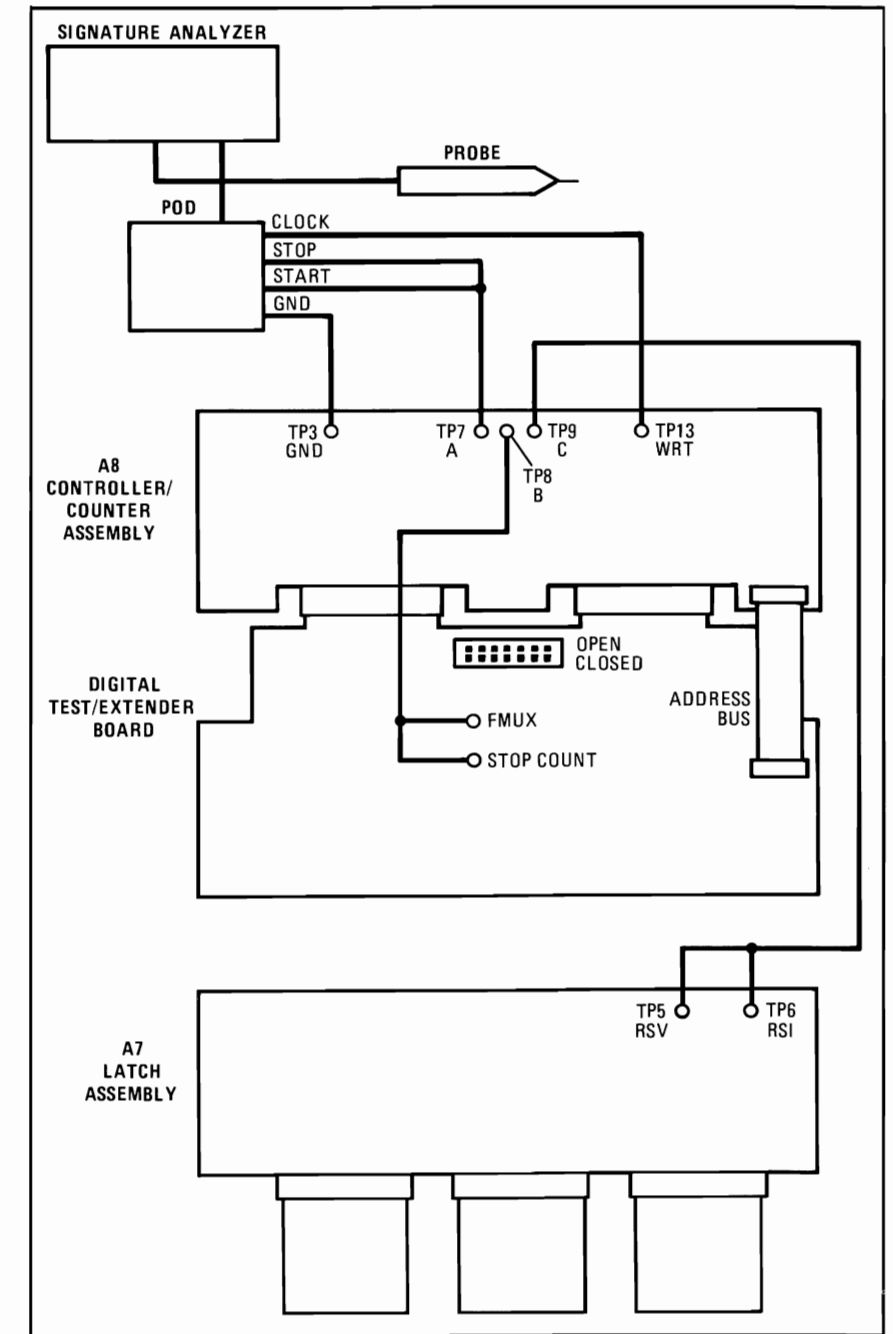 SIGNATURE ANALYZER
PROBE
POD
CLOCK
STOP
START
GND
TP3
GND
TP7
A
TP8
B
TP9
C
TP13
WRT
A8
CONTROLLER/
COUNTER
ASSEMBLY
OPEN
CLOSED
DIGITAL
TEST/EXTENDER
BOARD
ADDRESS
BUS
FMUX
STOP COUNT
TP5
RSV
TP6
RSI
A7
LATCH
ASSEMBLY